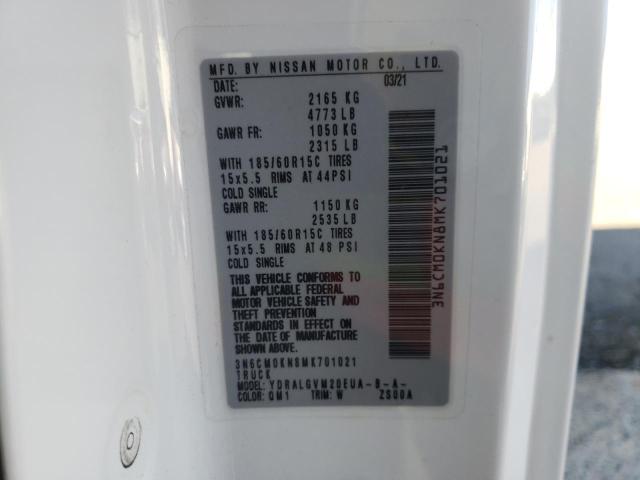 MFD. BY NISSAN MOTOR CO., LTD.
DATE: 03/21
GVWR: 2165 KG
4773 LB
GAWR FR: 1050 KG
2315 LB
WITH 185/60R15C TIRES
15x5.5 RIMS AT 44PSI
COLD SINGLE
GAWR RR: 1150 KG
2535 LB
WITH 185/60R15C TIRES
15x5.5 RIMS AT 48 PSI
COLD SINGLE
THIS VEHICLE CONFORMS TO
ALL APPLICABLE FEDERAL
MOTOR VEHICLE SAFETY AND
THEFT PREVENTION
STANDARDS IN EFFECT ON
THE DATE OF MANUFACTURE
SHOWN ABOVE.
3N6CM0KN8MK701021
TRUCK
MODEL: YDRALGVM20EUA-B-A-
COLOR: QM1 TRIM: W ZS00A
3N6CM0KN8MK701021